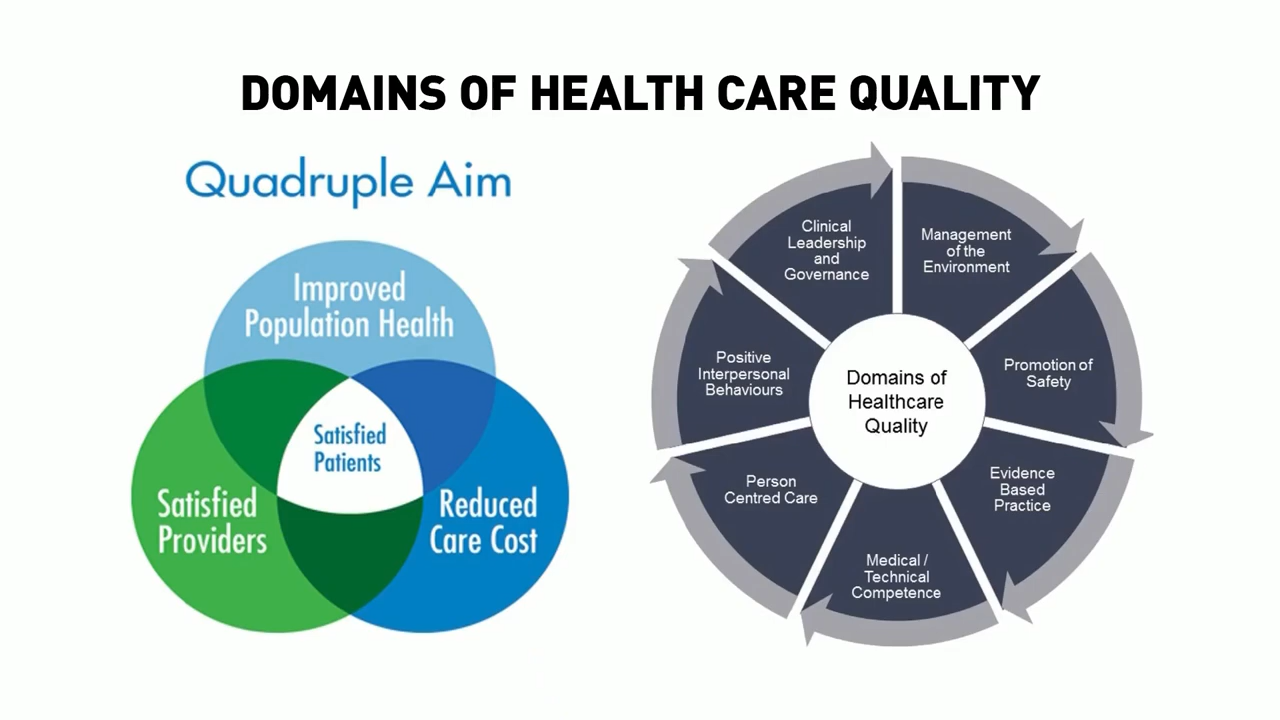 DOMAINS OF HEALTH CARE QUALITY
Quadruple Aim
Improved
Population Health
Satisfied
Patients
Satisfied
Providers
Reduced
Care Cost
Clinical
Leadership
and
Governance
Management
of the
Environment
Promotion of
Safety
Evidence
Based
Practice
Medical /
Technical
Competence
Person
Centred Care
Positive
Interpersonal
Behaviours
Domains of
Healthcare
Quality